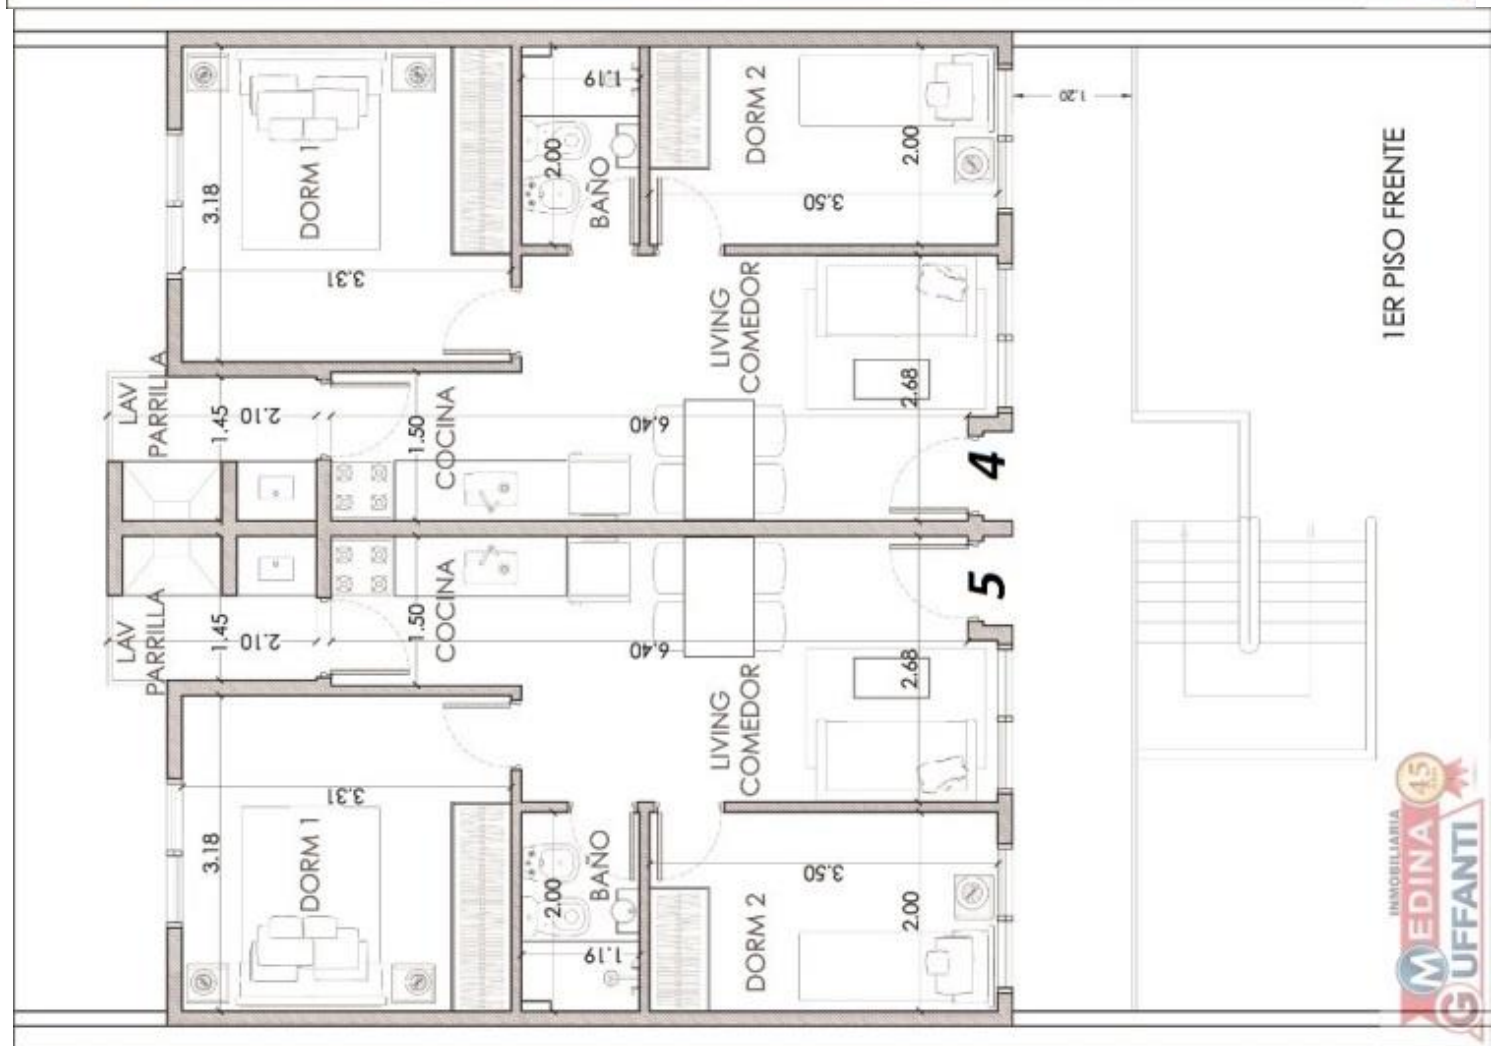 1.19
2.00
BAÑO
DORM 1
3.18
3.31
DORM 2
2.00
3.50
1.20
1ER PISO FRENTE
LAV
PARRILLA
1.45
2.10
1.50
COCINA
6.40
LIVING
COMEDOR
2.68
4
LAV
PARRILLA
1.45
2.10
1.50
COCINA
6.40
LIVING
COMEDOR
2.68
5
DORM 1
3.18
3.31
2.00
BAÑO
1.19
DORM 2
3.50
2.00
INMOBILIARIA
MEDINA
GUFFANTI
45